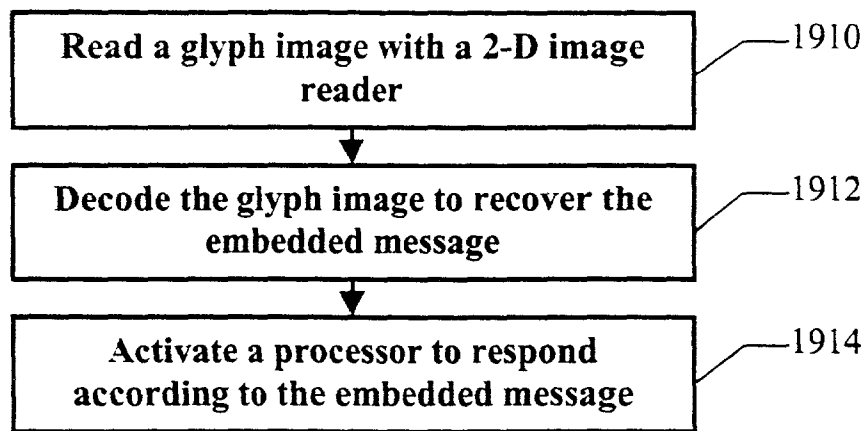 Read a glyph image with a 2-D image
reader
1910
Decode the glyph image to recover the
embedded message
1912
Activate a processor to respond
according to the embedded message
1914